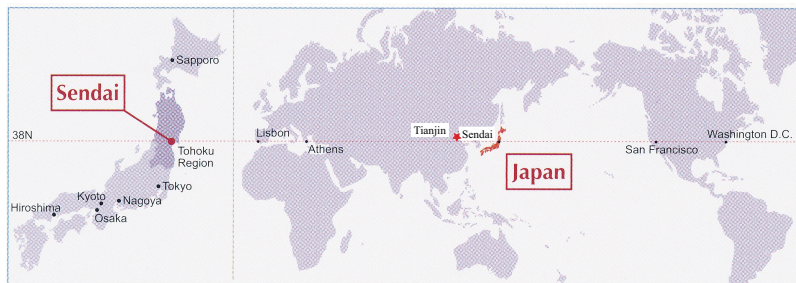 Sapporo
Sendai
38N
Tohoku
Region
Tokyo
Kyoto
Nagoya
Hiroshima
Osaka
Lisbon
Athens
Tianjin
Sendai
Japan
San Francisco
Washington D.C.